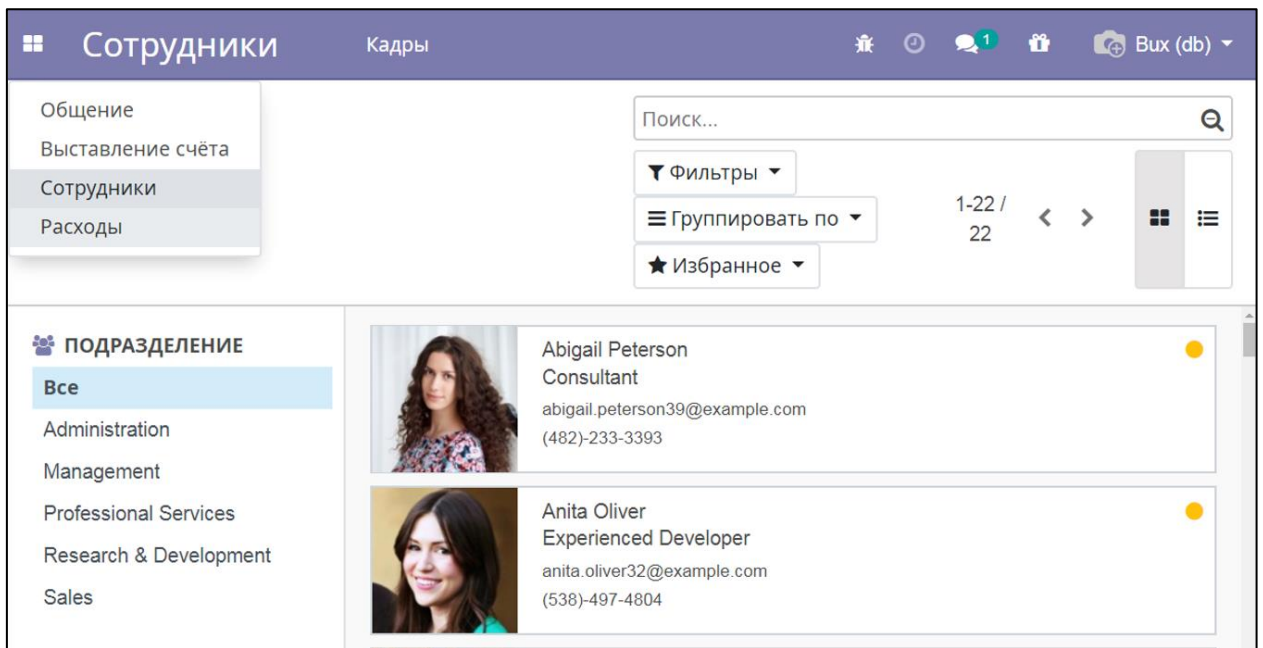 Сотрудники
Кадры
1
Bux (db)
Общение
Выставление счёта
Сотрудники
Расходы
Поиск...
Фильтры
Группировать по
Избранное
1-22 /
22
ПОДРАЗДЕЛЕНИЕ
Все
Administration
Management
Professional Services
Research & Development
Sales
Abigail Peterson
Consultant
abigail.peterson39@example.com
(482)-233-3393
Anita Oliver
Experienced Developer
anita.oliver32@example.com
(538)-497-4804